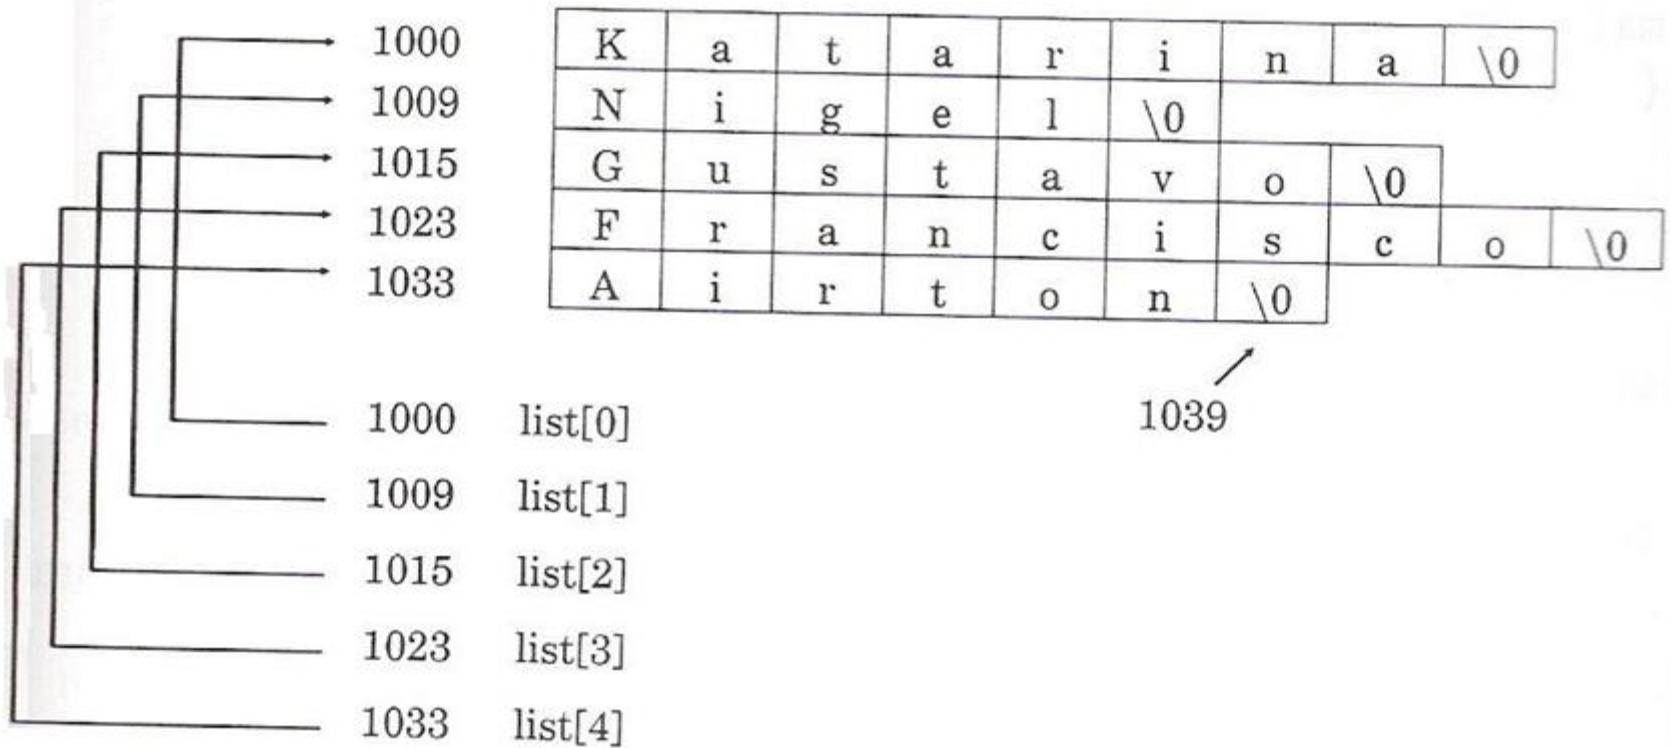 1000 K a t a r i n a \0
1009 N i g e l \0
1015 G u s t a v o \0
1023 F r a n c i s c o \0
1033 A i r t o n \0
1039
1000 list[0]
1009 list[1]
1015 list[2]
1023 list[3]
1033 list[4]